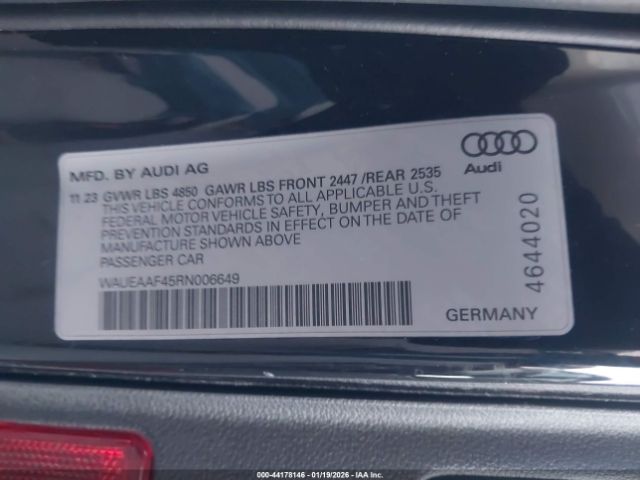 MFD. BY AUDI AG
11 23 GVWR LBS 4850 GAWR LBS FRONT 2447 /REAR 2535
THIS VEHICLE CONFORMS TO ALL APPLICABLE U.S.
FEDERAL MOTOR VEHICLE SAFETY, BUMPER AND THEFT
PREVENTION STANDARDS IN EFFECT ON THE DATE OF
MANUFACTURE SHOWN ABOVE
PASSENGER CAR
WAUEAAF45RN006649
Audi
4644020
GERMANY
000-44178146 - 01/19/2026 - IAAI.COM